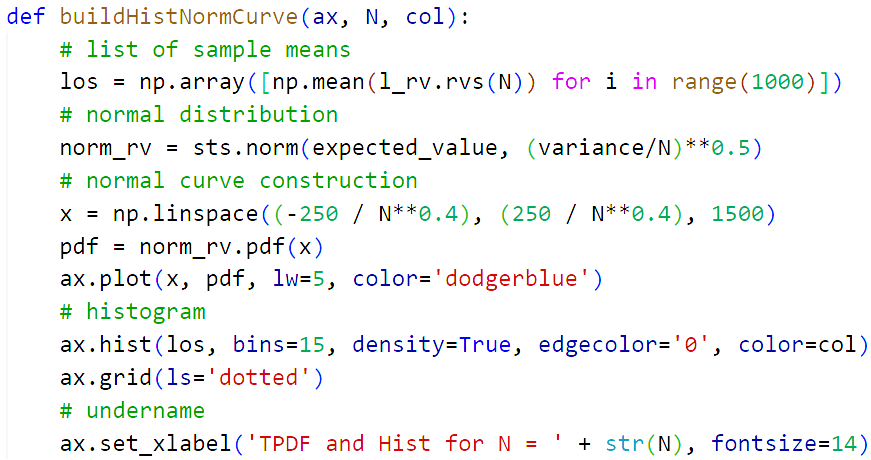 def buildHistNormCurve(ax, N, col):
    # list of sample means
    los = np.array([np.mean(l_rv.rvs(N)) for i in range(1000)])
    # normal distribution
    norm_rv = sts.norm(expected_value, (variance/N)**0.5)
    # normal curve construction
    x = np.linspace((-250 / N**0.4), (250 / N**0.4), 1500)
    pdf = norm_rv.pdf(x)
    ax.plot(x, pdf, lw=5, color='dodgerblue')
    # histogram
    ax.hist(los, bins=15, density=True, edgecolor='0', color=col)
    ax.grid(ls='dotted')
    # undername
    ax.set_xlabel('TPDF and Hist for N = ' + str(N), fontsize=14)